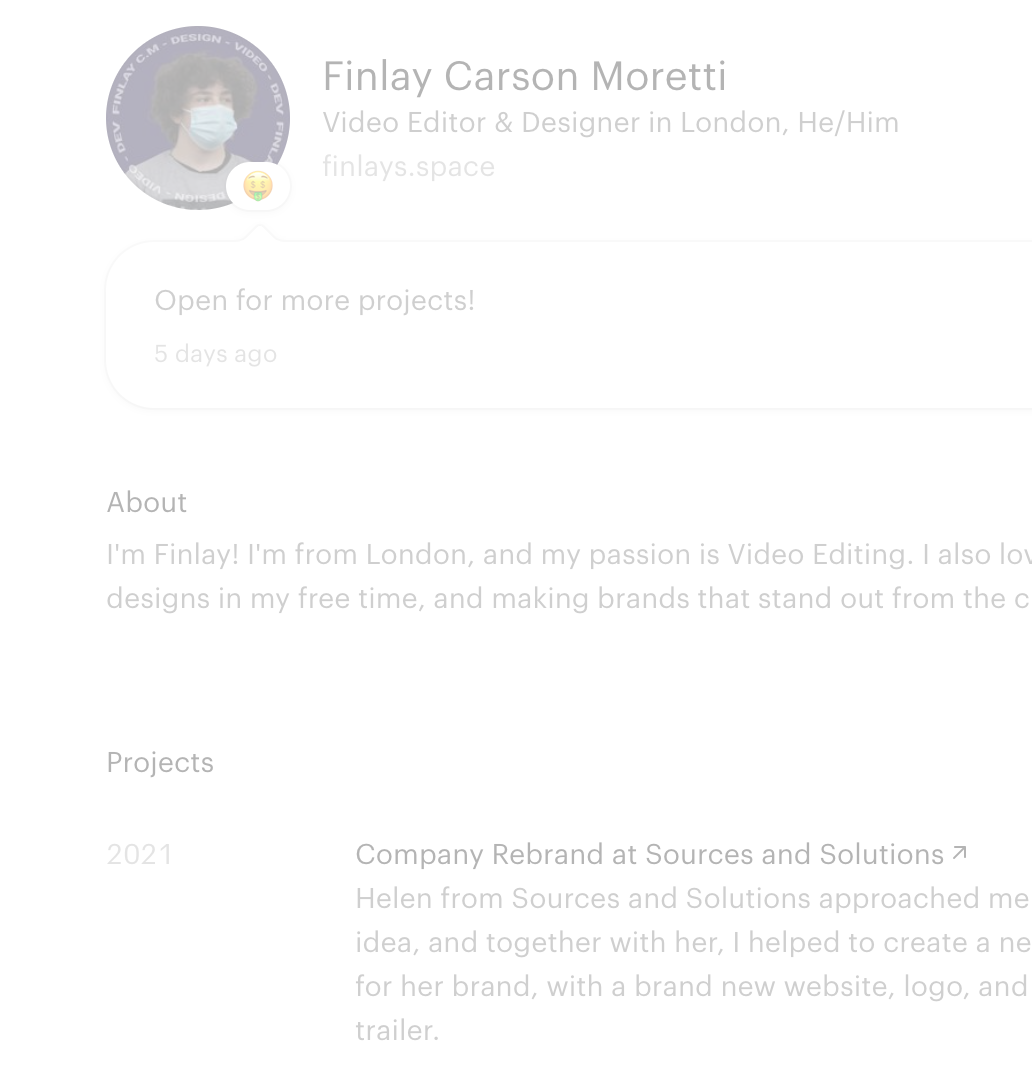 FINLAY C.M - DESIGN - VIDEO - DEV
Finlay Carson Moretti
Video Editor & Designer in London, He/Him
finlays.space
Open for more projects!
5 days ago
About
I'm Finlay! I'm from London, and my passion is Video Editing. I also lov
designs in my free time, and making brands that stand out from the c
Projects
2021
Company Rebrand at Sources and Solutions ↗
Helen from Sources and Solutions approached me
idea, and together with her, I helped to create a ne
for her brand, with a brand new website, logo, and
trailer.